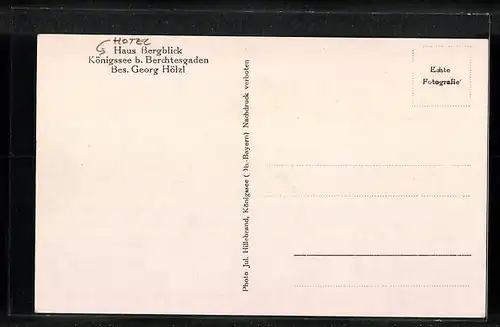 HOTEL
Haus Bergblick
Königssee b. Berchtesgaden
Bes. Georg Hölzl
Photo Jul. Hillebrand, Königssee (Ob. Bayern) Nachdruck verboten
Echte
Fotografie